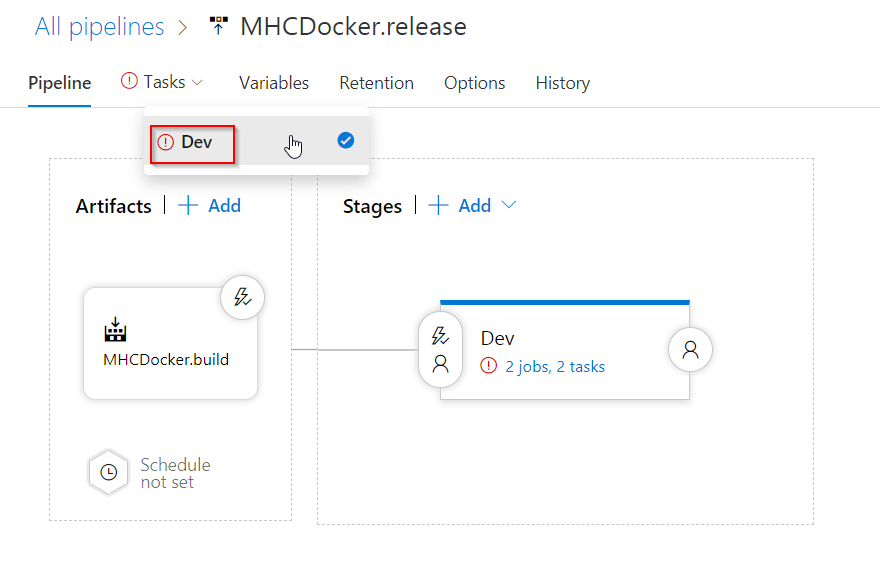 All pipelines > MHCDocker.release
Pipeline Tasks Variables Retention Options History
Dev
Artifacts | + Add
Stages | + Add
MHCDocker.build
Dev
2 jobs, 2 tasks
Schedule
not set